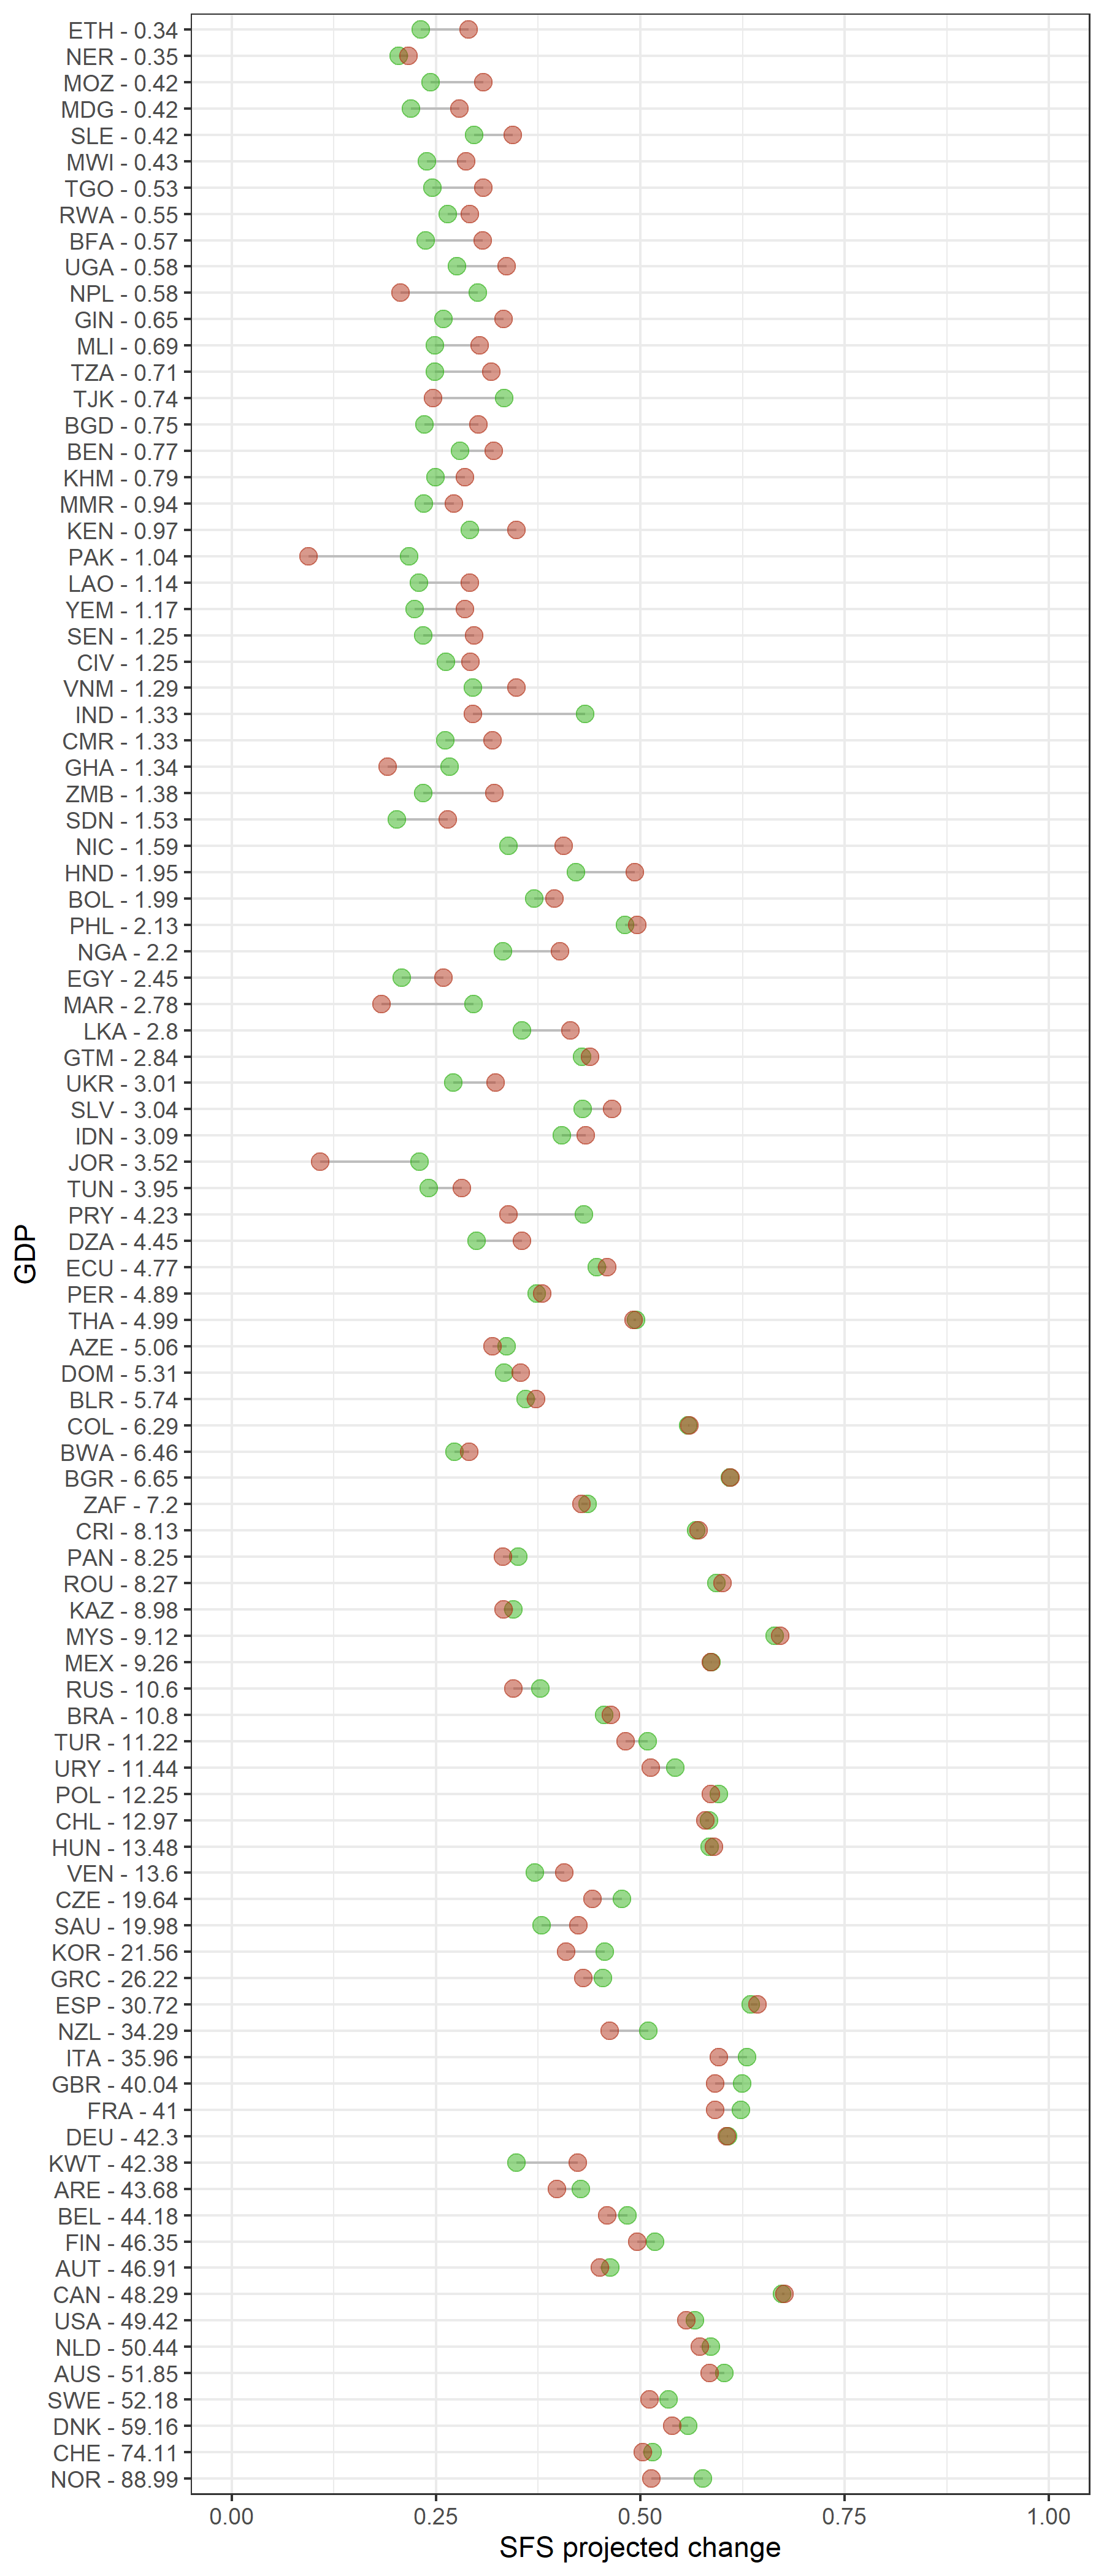 ETH - 0.34
NER - 0.35
MOZ - 0.42
MDG - 0.42
SLE - 0.42
MWI - 0.43
TGO - 0.53
RWA - 0.55
BFA - 0.57
UGA - 0.58
NPL - 0.58
GIN - 0.65
MLI - 0.69
TZA - 0.71
TJK - 0.74
BGD - 0.75
BEN - 0.77
KHM - 0.79
MMR - 0.94
KEN - 0.97
PAK - 1.04
LAO - 1.14
YEM - 1.17
SEN - 1.25
CIV - 1.25
VNM - 1.29
IND - 1.33
CMR - 1.33
GHA - 1.34
ZMB - 1.38
SDN - 1.53
NIC - 1.59
HND - 1.95
BOL - 1.99
PHL - 2.13
NGA - 2.2
EGY - 2.45
MAR - 2.78
LKA - 2.8
GTM - 2.84
UKR - 3.01
SLV - 3.04
IDN - 3.09
JOR - 3.52
TUN - 3.95
PRY - 4.23
DZA - 4.45
ECU - 4.77
PER - 4.89
THA - 4.99
AZE - 5.06
DOM - 5.31
BLR - 5.74
COL - 6.29
BWA - 6.46
BGR - 6.65
ZAF - 7.2
CRI - 8.13
PAN - 8.25
ROU - 8.27
KAZ - 8.98
MYS - 9.12
MEX - 9.26
RUS - 10.6
BRA - 10.8
TUR - 11.22
URY - 11.44
POL - 12.25
CHL - 12.97
HUN - 13.48
VEN - 13.6
CZE - 19.64
SAU - 19.98
KOR - 21.56
GRC - 26.22
ESP - 30.72
NZL - 34.29
ITA - 35.96
GBR - 40.04
FRA - 41
DEU - 42.3
KWT - 42.38
ARE - 43.68
BEL - 44.18
FIN - 46.35
AUT - 46.91
CAN - 48.29
USA - 49.42
NLD - 50.44
AUS - 51.85
SWE - 52.18
DNK - 59.16
CHE - 74.11
NOR - 88.99
GDP
0.00 0.25 0.50 0.75 1.00
SFS projected change